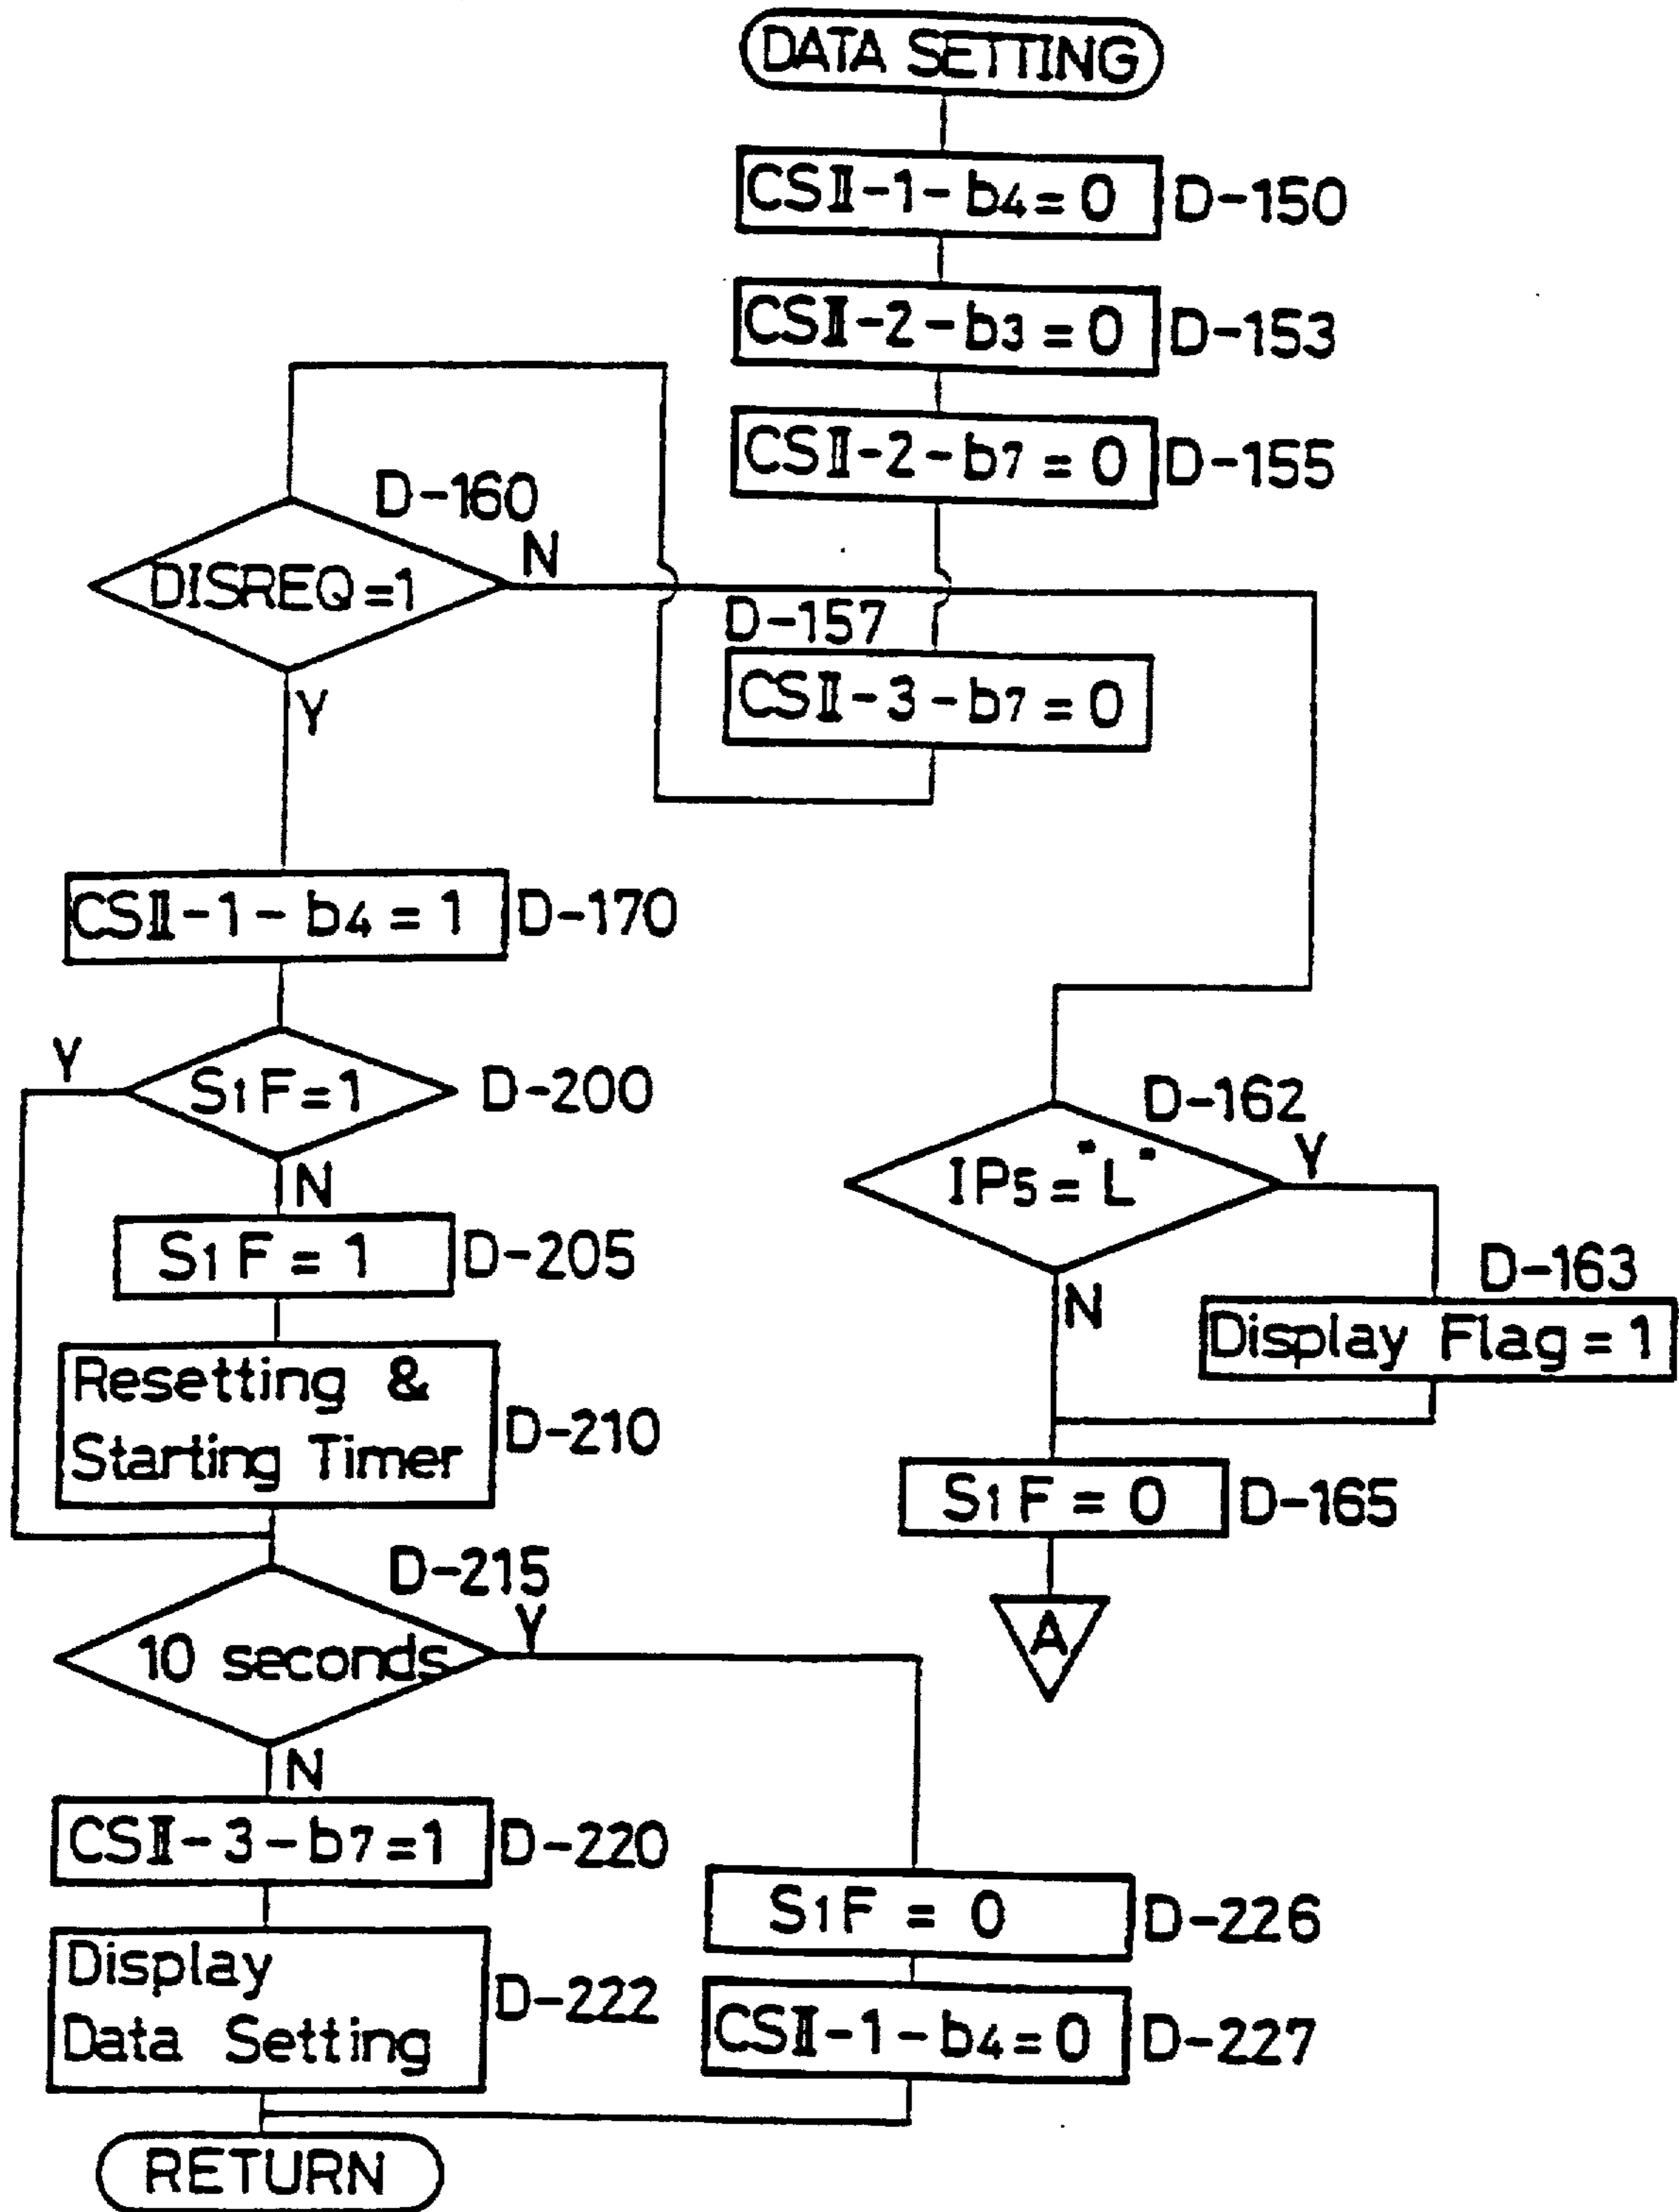 DATA SETTING
CSⅡ-1-b4=0 D-150
CSⅡ-2-b3=0 D-153
CSⅡ-2-b7=0 D-155
D-160
DISREQ=1
N
Y
D-157
CSⅡ-3-b7=0
CSⅡ-1-b4=1 D-170
Y
S1F=1 D-200
N
S1F=1 D-205
Resetting &
Starting Timer
D-210
D-162
IP5="L"
Y
N
D-163
Display Flag=1
S1F=0 D-165
A
D-215
10 seconds
Y
N
CSⅡ-3-b7=1 D-220
Display
Data Setting
D-222
S1F=0 D-226
CSⅡ-1-b4=0 D-227
RETURN